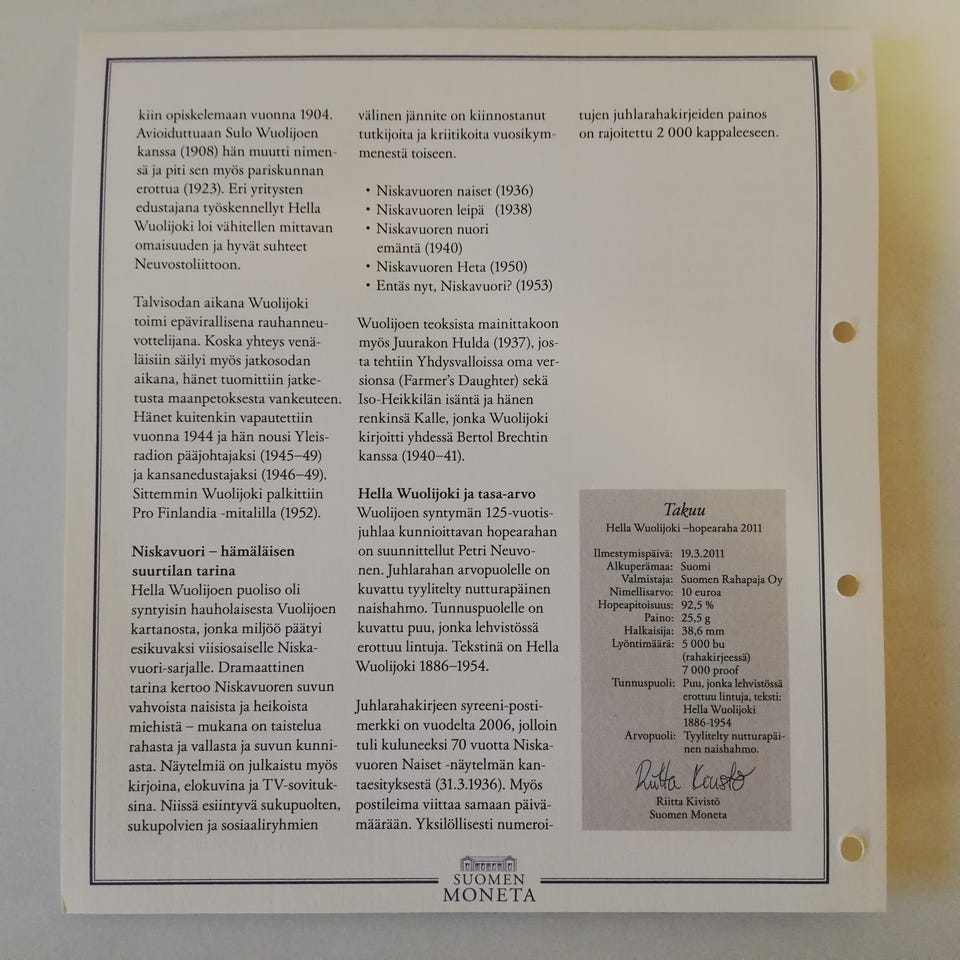 kiin opiskelemaan vuonna 1904.
Avioiduttuaan Sulo Wuolijoen
kanssa (1908) hän muutti nimen-
sä ja piti sen myös pariskunnan
erottua (1923). Eri yritysten
edustajana työskennellyt Hella
Wuolijoki loi vähitellen mittavan
omaisuuden ja hyvät suhteet
Neuvostoliittoon.
Talvisodan aikana Wuolijoki
toimi epävirallisena rauhanneu-
vottelijana. Koska yhteys venä-
läisiin säilyi myös jatkosodan
aikana, hänet tuomittiin jatke-
tusta maanpetoksesta vankeuteen.
Hänet kuitenkin vapautettiin
vuonna 1944 ja hän nousi Yleis-
radion pääjohtajaksi (1945–49)
ja kansanedustajaksi (1946–49).
Sittemmin Wuolijoki palkittiin
Pro Finlandia -mitalilla (1952).
Niskavuori – hämäläisen
suurtilan tarina
Hella Wuolijoen puoliso oli
syntyisin hauholaisesta Vuolijoen
kartanosta, jonka miljöö päätyi
esikuvaksi viisiosaiselle Niska-
vuori-sarjalle. Dramaattinen
tarina kertoo Niskavuoren suvun
vahvoista naisista ja heikoista
miehistä – mukana on taistelua
rahasta ja vallasta ja suvun kunni-
asta. Näytelmiä on julkaistu myös
kirjoina, elokuvina ja TV-sovituk-
sina. Niissä esiintyvä sukupuolten,
sukupolvien ja sosiaaliryhmien
välinen jännite on kiinnostanut
tutkijoita ja kriitikoita vuosikym-
menestä toiseen.
• Niskavuoren naiset (1936)
• Niskavuoren leipä (1938)
• Niskavuoren nuori
emäntä (1940)
• Niskavuoren Heta (1950)
• Entäs nyt, Niskavuori? (1953)
Wuolijoen teoksista mainittakoon
myös Juurakon Hulda (1937), jos-
ta tehtiin Yhdysvalloissa oma ver-
sionsa (Farmer's Daughter) sekä
Iso-Heikkilän isäntä ja hänen
renkinsä Kalle, jonka Wuolijoki
kirjoitti yhdessä Bertol Brechtin
kanssa (1940–41).
Hella Wuolijoki ja tasa-arvo
Wuolijoen syntymän 125-vuotis-
juhlaa kunnioittavan hopearahan
on suunnitellut Petri Neuvo-
nen. Juhlarahan arvopuolelle on
kuvattu tyylitelty nutturapäinen
naishahmo. Tunnuspuolelle on
kuvattu puu, jonka lehvistössä
erottuu lintuja. Tekstinä on Hella
Wuolijoki 1886–1954.
Juhlarahakirjeen syreeni-posti-
merkki on vuodelta 2006, jolloin
tuli kuluneeksi 70 vuotta Niska-
vuoren Naiset -näytelmän kan-
taesityksestä (31.3.1936). Myös
postileima viittaa samaan päivä-
määrään. Yksilöllisesti numeroi-
tujen juhlarahakirjeiden painos
on rajoitettu 2 000 kappaleeseen.
Takuu
Hella Wuolijoki –hopearaha 2011
Ilmestymispäivä: 19.3.2011
Alkuperämaa: Suomi
Valmistaja: Suomen Rahapaja Oy
Nimellisarvo: 10 euroa
Hopeapitoisuus: 92,5 %
Paino: 25,5 g
Halkaisija: 38,6 mm
Lyöntimäärä: 5 000 bu
(rahakirjeessä)
7 000 proof
Tunnuspuoli: Puu, jonka lehvistössä
erottuu lintuja, teksti:
Hella Wuolijoki
1886-1954
Arvopuoli: Tyylitelty nutturapäi-
nen naishahmo.
Riitta Kivistö
Riitta Kivistö
Suomen Moneta
SUOMEN
MONETA